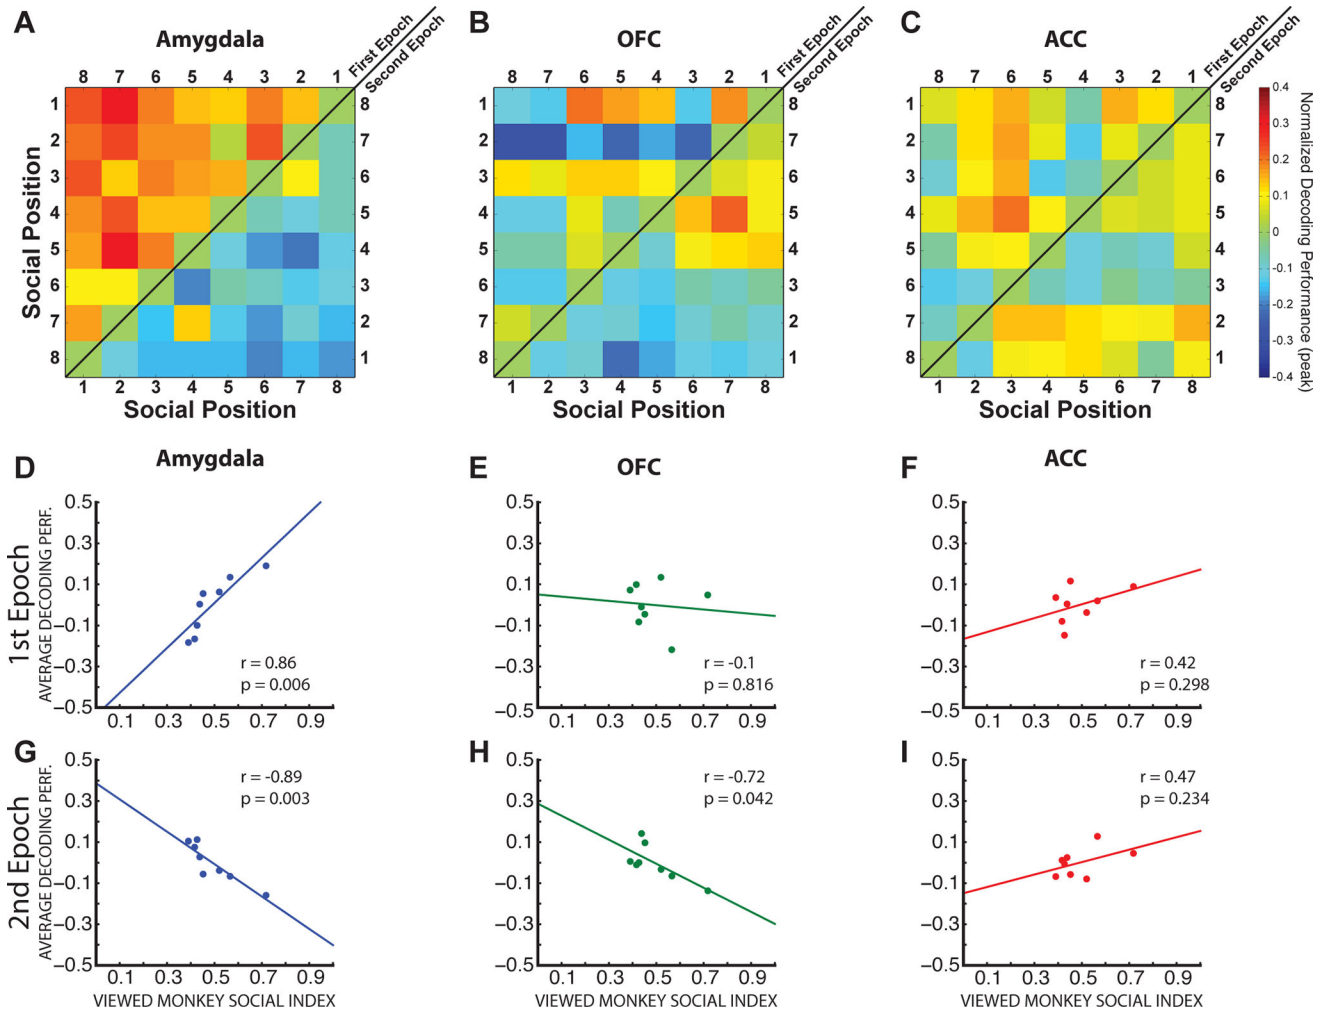 A
Amygdala
First Epoch
Second Epoch
8 7 6 5 4 3 2 1
1 2 3 4 5 6 7 8
8 7 6 5 4 3 2 1
1 2 3 4 5 6 7 8
Social Position
Social Position
B
OFC
First Epoch
Second Epoch
8 7 6 5 4 3 2 1
1 2 3 4 5 6 7 8
8 7 6 5 4 3 2 1
1 2 3 4 5 6 7 8
Social Position
C
ACC
First Epoch
Second Epoch
8 7 6 5 4 3 2 1
1 2 3 4 5 6 7 8
8 7 6 5 4 3 2 1
1 2 3 4 5 6 7 8
Social Position
0.4
0.3
0.2
0.1
0
-0.1
-0.2
-0.3
-0.4
Normalized Decoding Performance (peak)
D
Amygdala
1st Epoch
AVERAGE DECODING PERF.
0.5
0.3
0.1
−0.1
−0.3
−0.5
0.1 0.3 0.5 0.7 0.9
r = 0.86
p = 0.006
E
OFC
0.5
0.3
0.1
−0.1
−0.3
−0.5
0.1 0.3 0.5 0.7 0.9
r = -0.1
p = 0.816
F
ACC
0.5
0.3
0.1
−0.1
−0.3
−0.5
0.1 0.3 0.5 0.7 0.9
r = 0.42
p = 0.298
G
2nd Epoch
AVERAGE DECODING PERF.
0.5
0.3
0.1
−0.1
−0.3
−0.5
0.1 0.3 0.5 0.7 0.9
r = -0.89
p = 0.003
VIEWED MONKEY SOCIAL INDEX
H
0.5
0.3
0.1
−0.1
−0.3
−0.5
0.1 0.3 0.5 0.7 0.9
r = -0.72
p = 0.042
VIEWED MONKEY SOCIAL INDEX
I
0.5
0.3
0.1
−0.1
−0.3
−0.5
0.1 0.3 0.5 0.7 0.9
r = 0.47
p = 0.234
VIEWED MONKEY SOCIAL INDEX